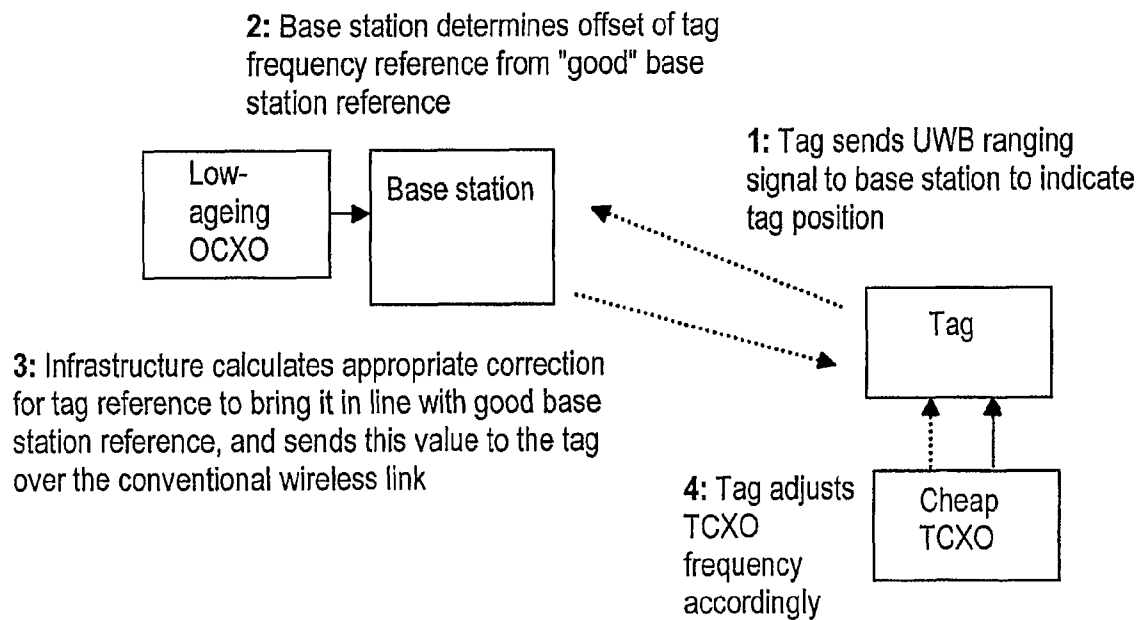 2: Base station determines offset of tag
frequency reference from "good" base
station reference
1: Tag sends UWB ranging
signal to base station to indicate
tag position
Low-
ageing
OCXO
Base station
Tag
3: Infrastructure calculates appropriate correction
for tag reference to bring it in line with good base
station reference, and sends this value to the tag
over the conventional wireless link
4: Tag adjusts
TCXO
frequency
accordingly
Cheap
TCXO